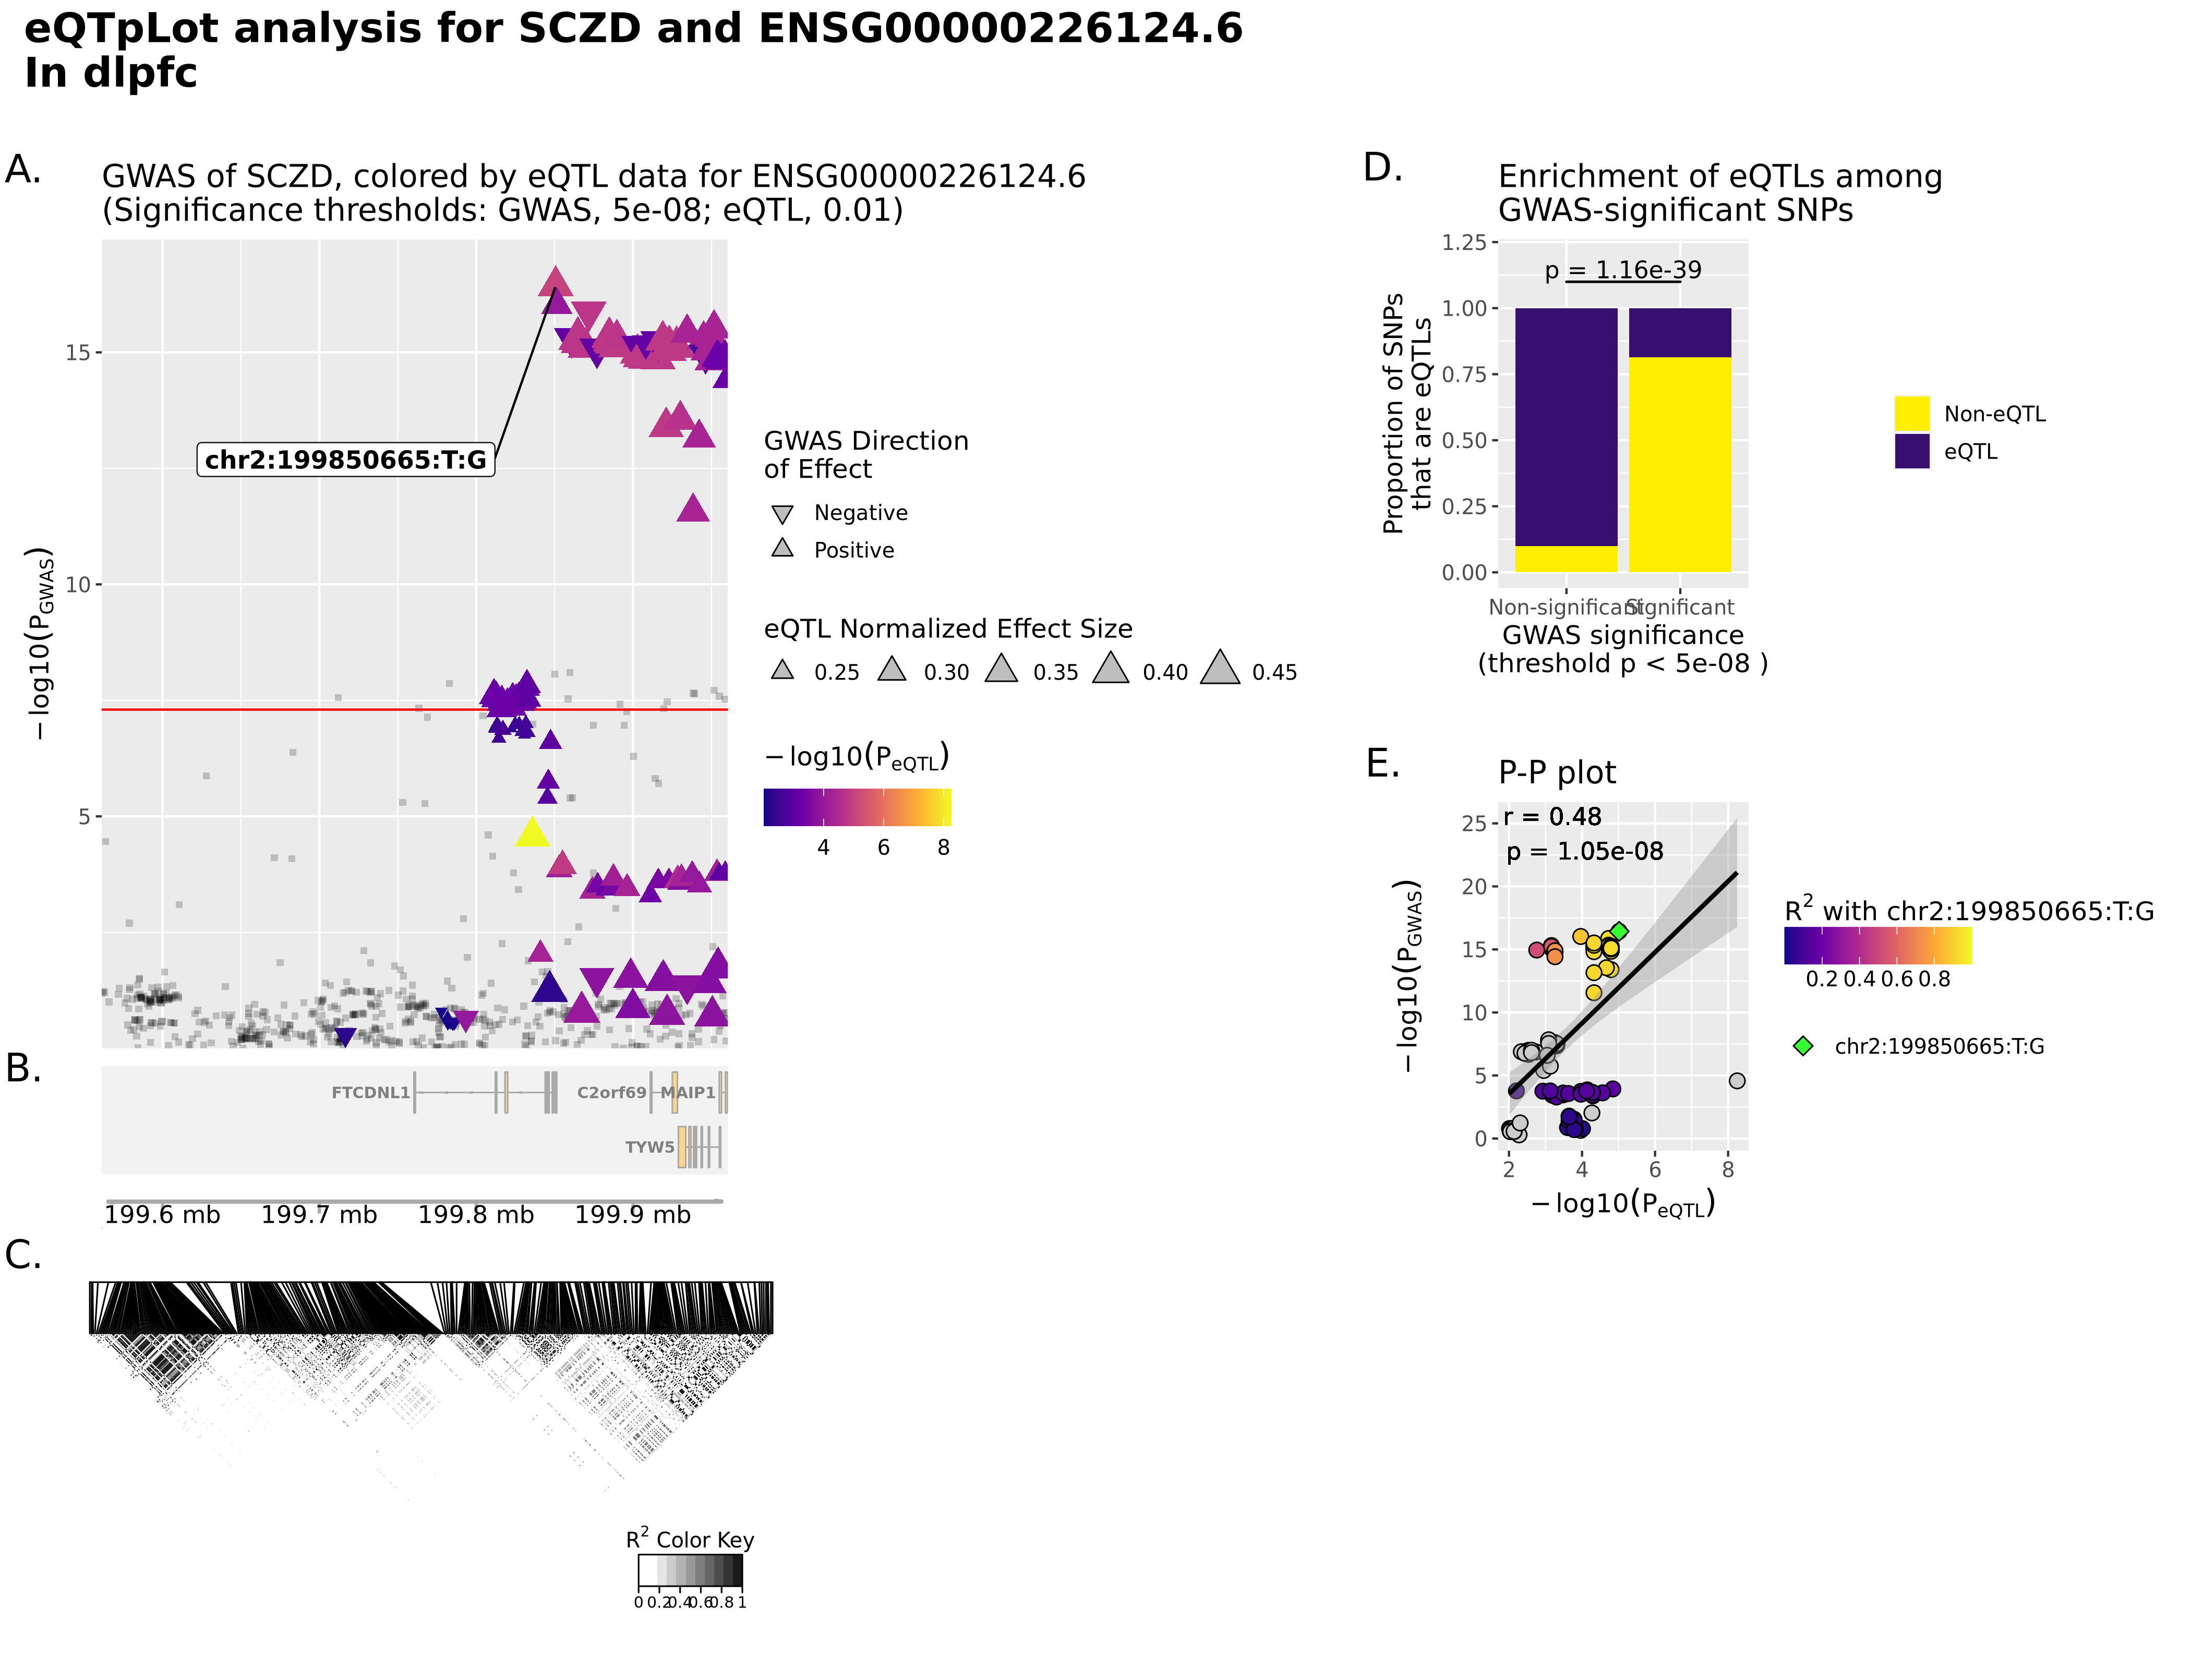 eQTpLot analysis for SCZD and ENSG00000226124.6
In dlpfc
A.
GWAS of SCZD, colored by eQTL data for ENSG00000226124.6
(Significance thresholds: GWAS, 5e-08; eQTL, 0.01)
−log10(PGWAS)
15
10
5
chr2:199850665:T:G
GWAS Direction
of Effect
Negative
Positive
eQTL Normalized Effect Size
0.25 0.30 0.35 0.40 0.45
−log10(PeQTL)
4 6 8
B.
FTCDNL1 C2orf69 MAIP1
TYW5
199.6 mb 199.7 mb 199.8 mb 199.9 mb
C.
R2 Color Key
0 0.2 0.4 0.6 0.8 1
D.
Enrichment of eQTLs among
GWAS-significant SNPs
Proportion of SNPs
that are eQTLs
1.25
1.00
0.75
0.50
0.25
0.00
p = 1.16e-39
Non-significant Significant
GWAS significance
(threshold p < 5e-08 )
Non-eQTL
eQTL
E.
P-P plot
r = 0.48
p = 1.05e-08
−log10(PGWAS)
25
20
15
10
5
0
2 4 6 8
−log10(PeQTL)
R2 with chr2:199850665:T:G
0.2 0.4 0.6 0.8
chr2:199850665:T:G